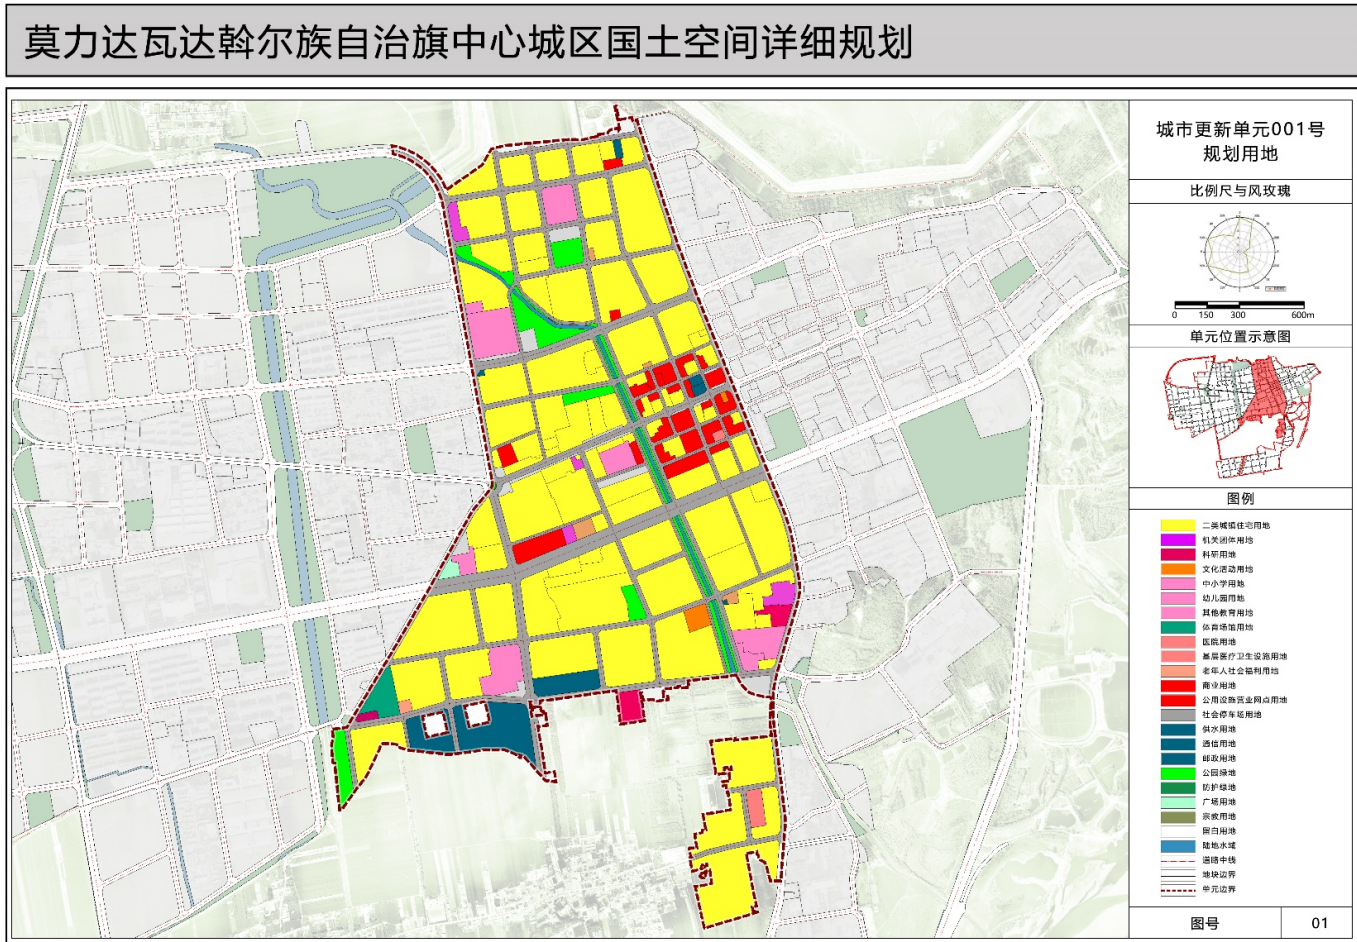 莫力达瓦达斡尔族自治旗中心城区国土空间详细规划
城市更新单元001号
规划用地
比例尺与风玫瑰
0 150 300 600m
单元位置示意图
图例
二类城镇住宅用地
机关团体用地
科研用地
文化活动用地
中小学用地
幼儿园用地
其他教育用地
体育场馆用地
医院用地
基层医疗卫生设施用地
老年人社会福利用地
商业用地
公用设施营业网点用地
社会停车场用地
供水用地
通信用地
邮政用地
公园绿地
防护绿地
广场用地
宗教用地
留白用地
陆地水域
道路中线
地块边界
单元边界
图号 01